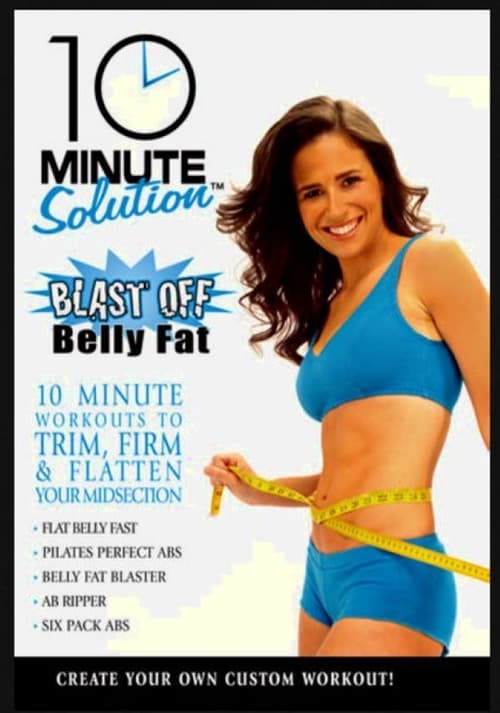 10
MINUTE
Solution™
BLAST OFF
Belly Fat
10 MINUTE
WORKOUTS TO
TRIM, FIRM
& FLATTEN
YOUR MIDSECTION
• FLAT BELLY FAST
• PILATES PERFECT ABS
• BELLY FAT BLASTER
• AB RIPPER
• SIX PACK ABS
CREATE YOUR OWN CUSTOM WORKOUT!